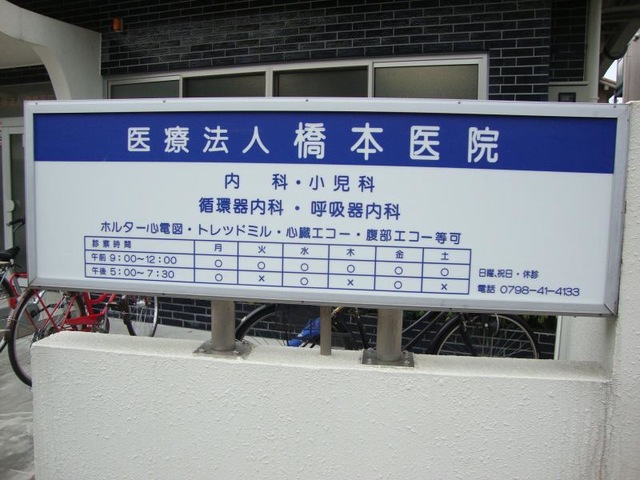 医療法人 橋本医院
内 科・小児科
循環器内科・呼吸器内科
ホルター心電図・トレッドミル・心臓エコー・腹部エコー等可
診察時間 月 火 水 木 金 土
午前 9:00〜12:00 ○ ○ ○ ○ ○ ○
午後 5:00〜7:30 ○ × ○ × ○ ×
日曜、祝日・休診
電話 0798-41-4133